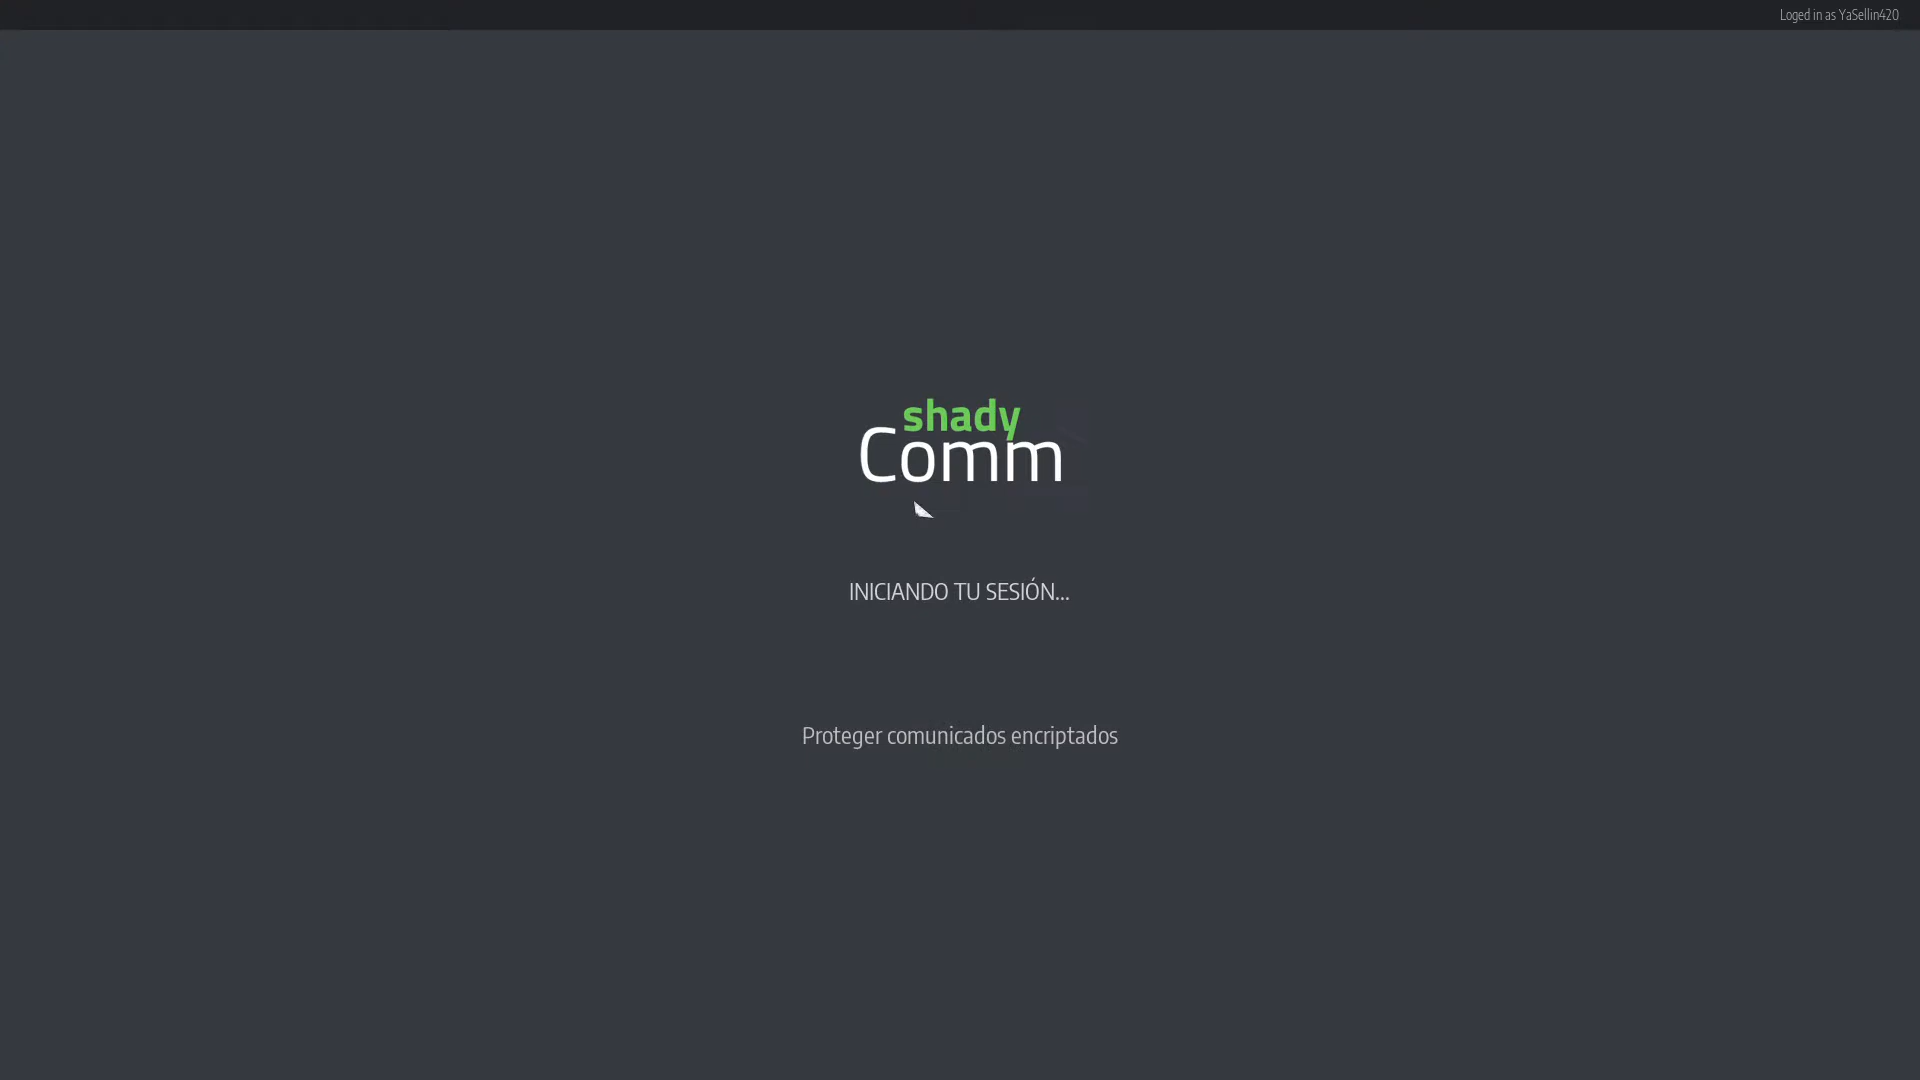 Loged in as YaSellin420
shady
Comm
INICIANDO TU SESIÓN...
Proteger comunicados encriptados